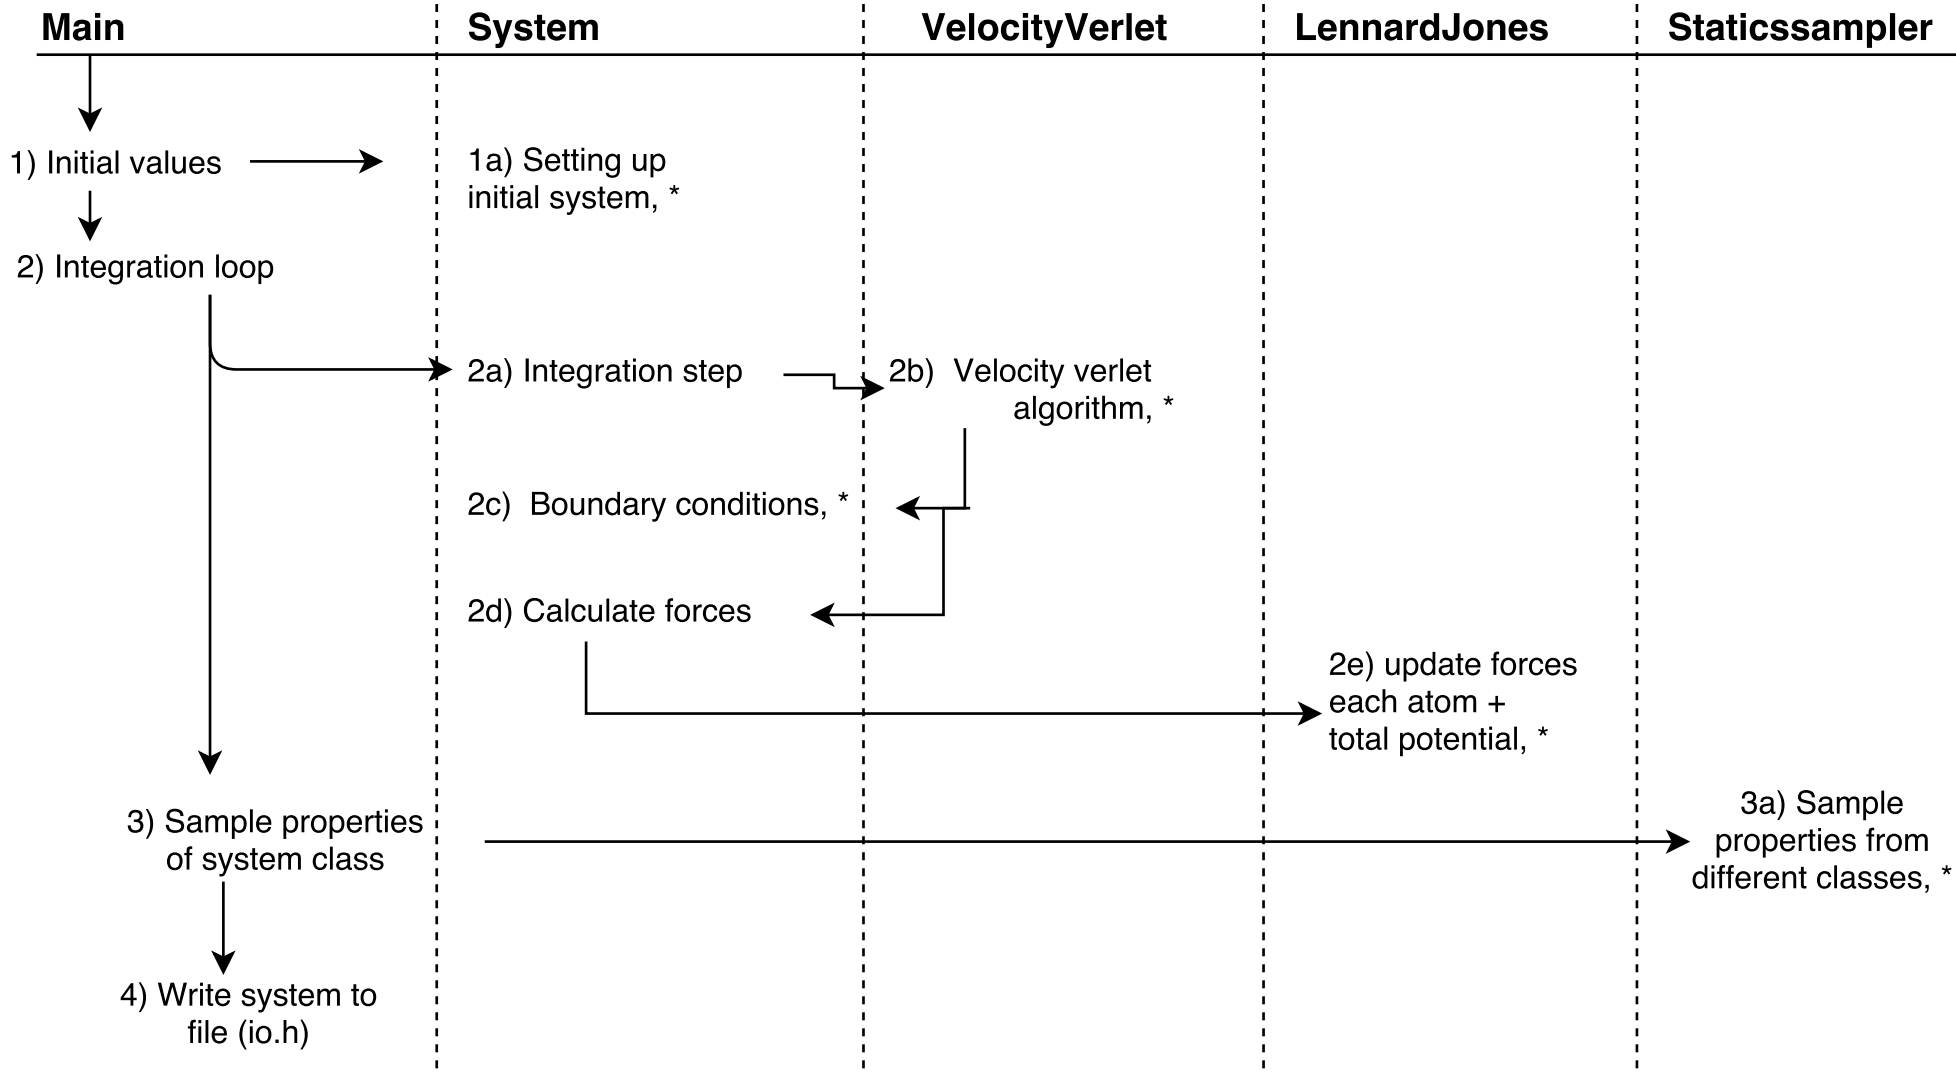 Main
System
VelocityVerlet
LennardJones
Staticssampler
1) Initial values
1a) Setting up
initial system, *
2) Integration loop
2a) Integration step
2b) Velocity verlet
algorithm, *
2c) Boundary conditions, *
2d) Calculate forces
2e) update forces
each atom +
total potential, *
3) Sample properties
of system class
3a) Sample
properties from
different classes, *
4) Write system to
file (io.h)